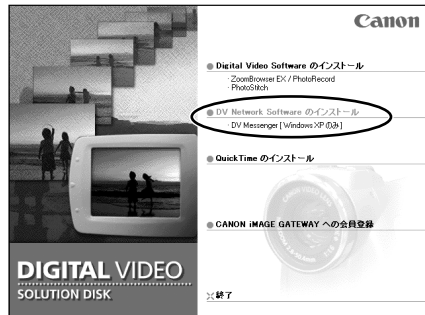 Canon
Digital Video Software のインストール
· ZoomBrowser EX / PhotoRecord
· PhotoStitch
DV Network Software のインストール
· DV Messenger [ Windows XP のみ ]
QuickTime のインストール
CANON iMAGE GATEWAY への会員登録
DIGITAL VIDEO
SOLUTION DISK
終了